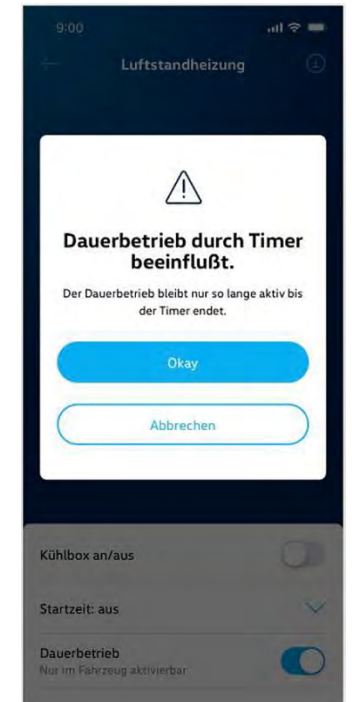 9:00
Luftstandheizung
Dauerbetrieb durch Timer
beeinflußt.
Der Dauerbetrieb bleibt nur so lange aktiv bis
der Timer endet.
Okay
Abbrechen
Kühlbox an/aus
Startzeit: aus
Dauerbetrieb
Nur im Fahrzeug aktivierbar